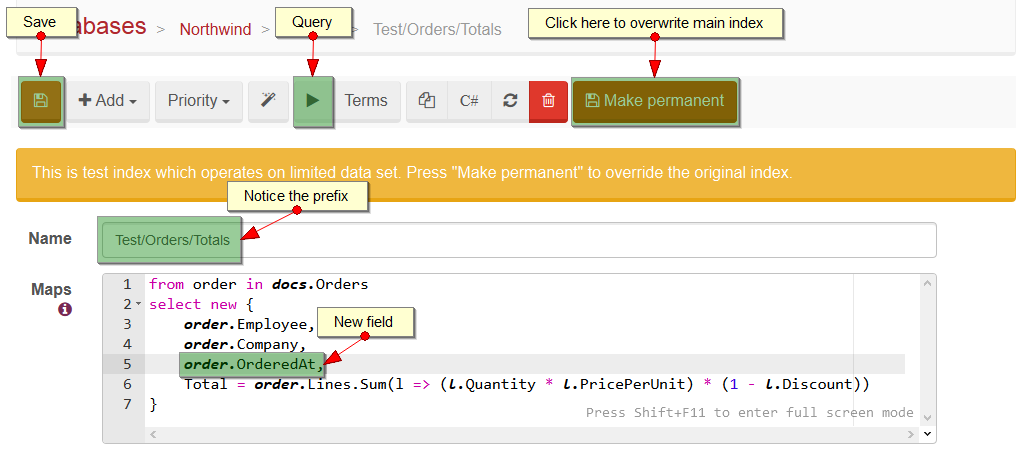 Save
Query
Click here to overwrite main index
abases > Northwind > > Test/Orders/Totals
Add Priority Terms C# Make permanent
This is test index which operates on limited data set. Press "Make permanent" to override the original index.
Notice the prefix
Name Test/Orders/Totals
Maps
1 from order in docs.Orders
2 select new {
3 order.Employee,
New field
4 order.Company,
5 order.OrderedAt,
6 Total = order.Lines.Sum(l => (l.Quantity * l.PricePerUnit) * (1 - l.Discount))
7 }
Press Shift+F11 to enter full screen mode